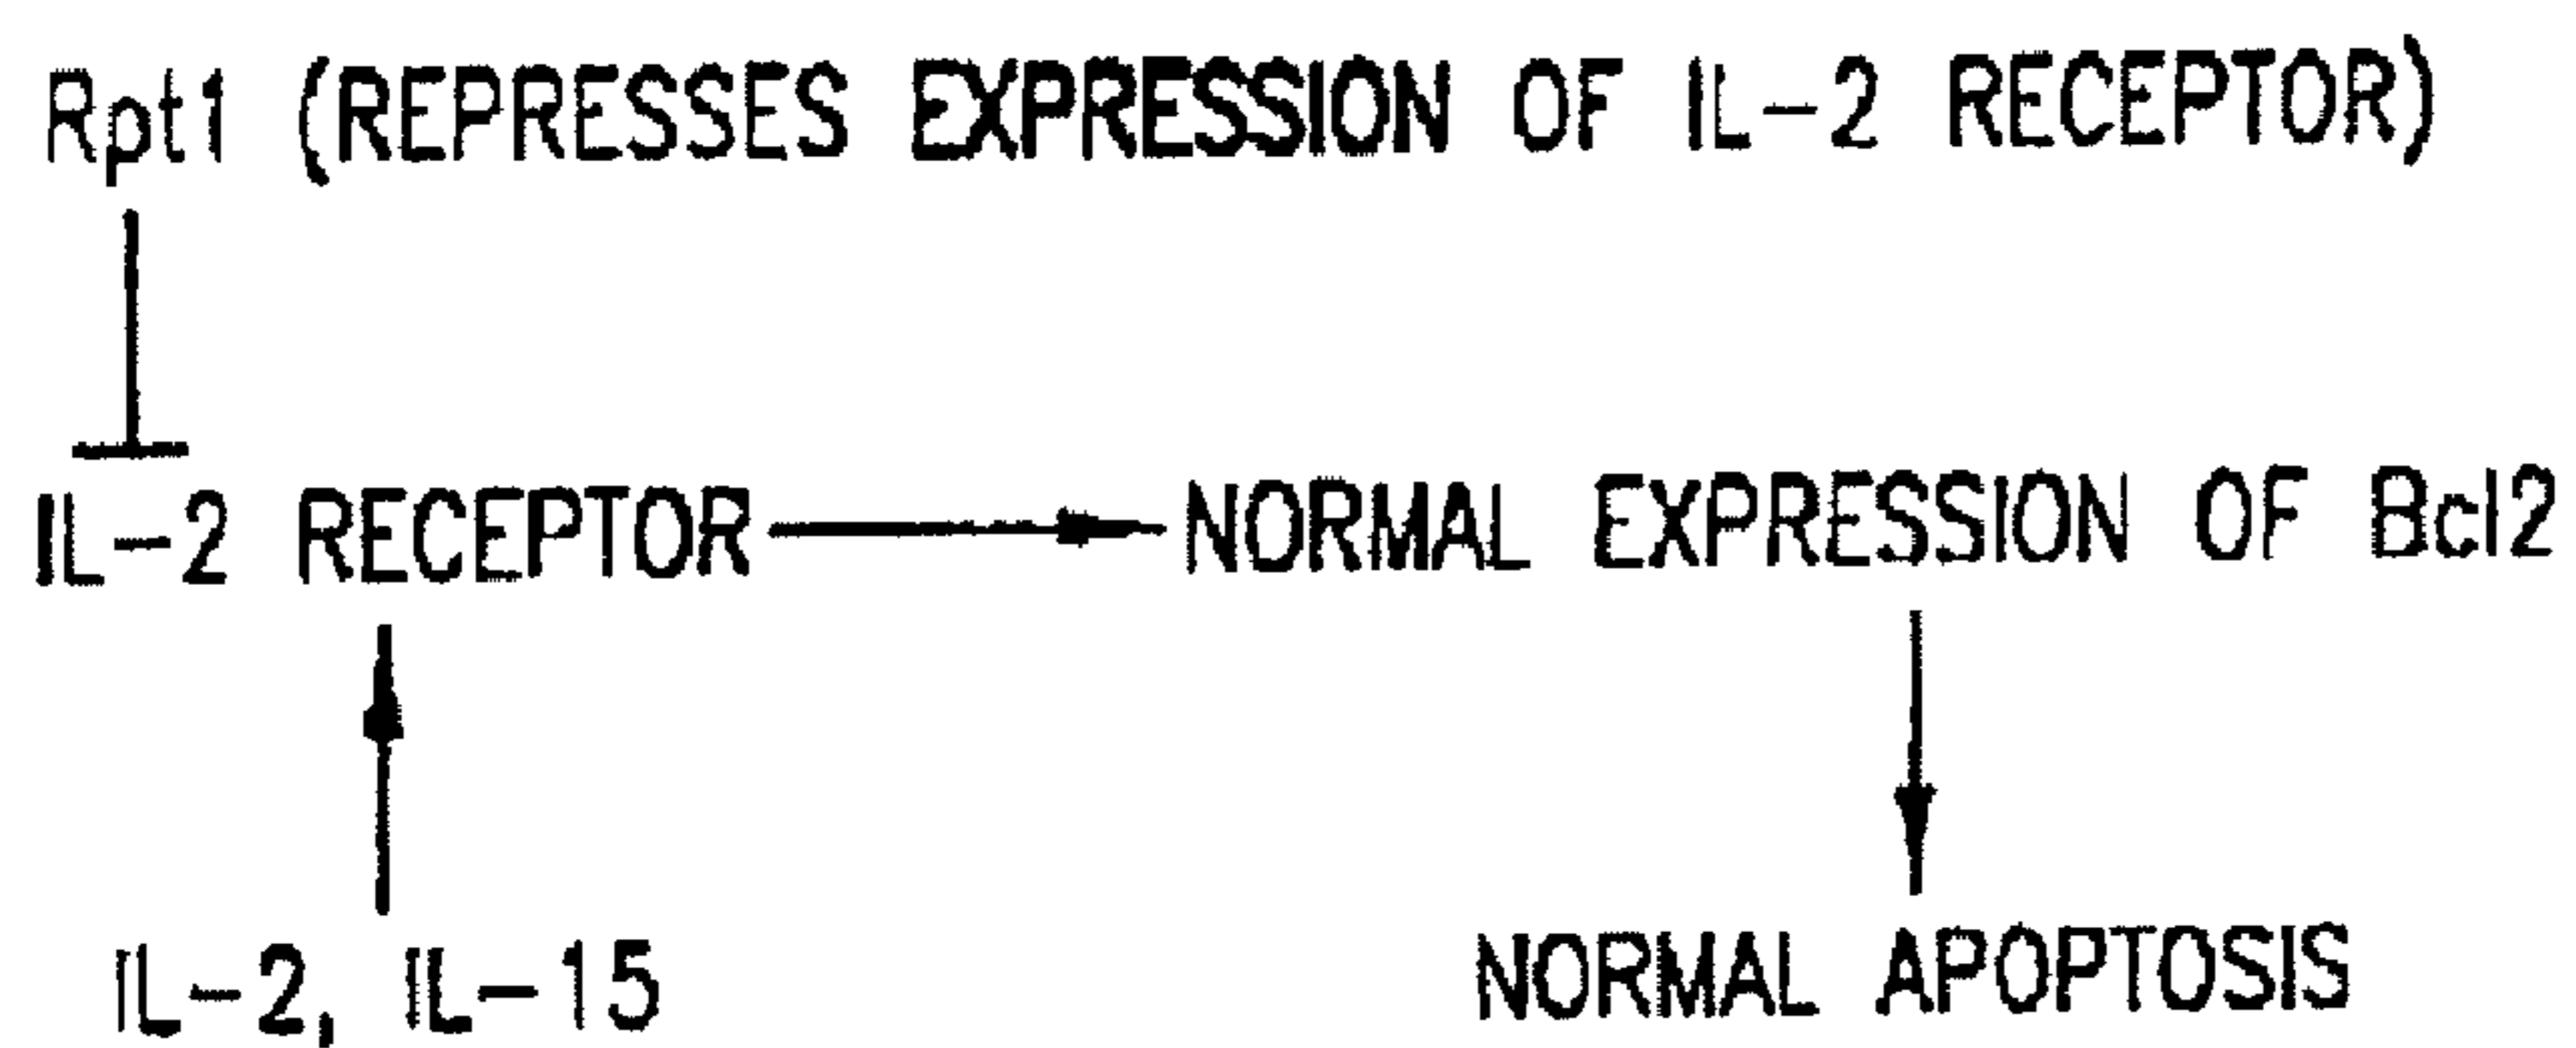 Rpt1 (REPRESSES EXPRESSION OF IL-2 RECEPTOR)
IL-2 RECEPTOR
NORMAL EXPRESSION OF Bcl2
IL-2, IL-15
NORMAL APOPTOSIS